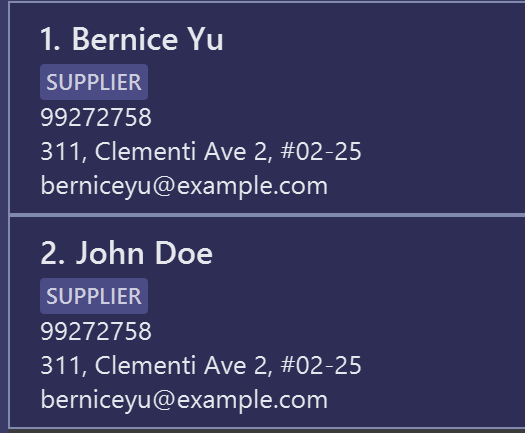 1. Bernice Yu
SUPPLIER
99272758
311, Clementi Ave 2, #02-25
berniceyu@example.com
2. John Doe
SUPPLIER
99272758
311, Clementi Ave 2, #02-25
berniceyu@example.com